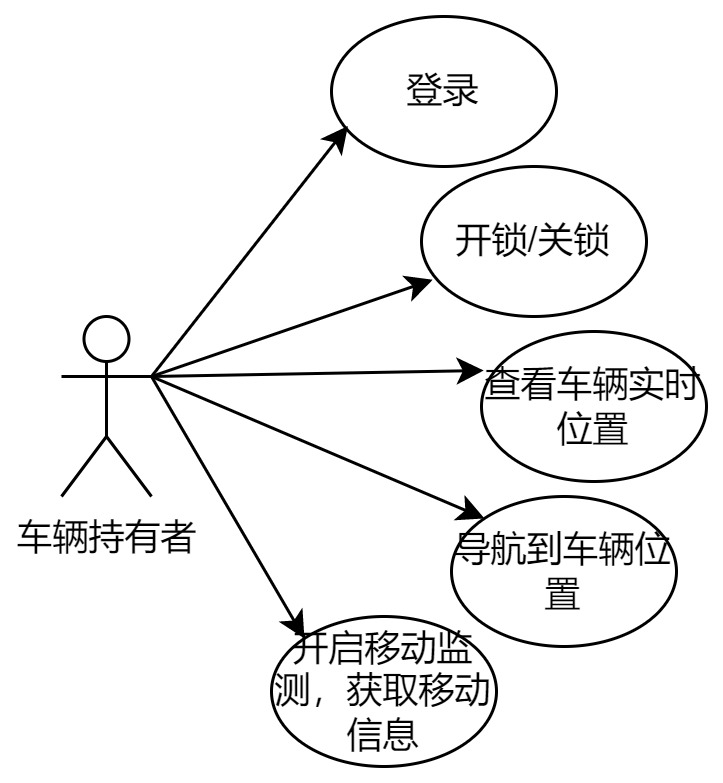 登录
开锁/关锁
查看车辆实时
位置
车辆持有者
导航到车辆位
置
开启移动监
测，获取移动
信息